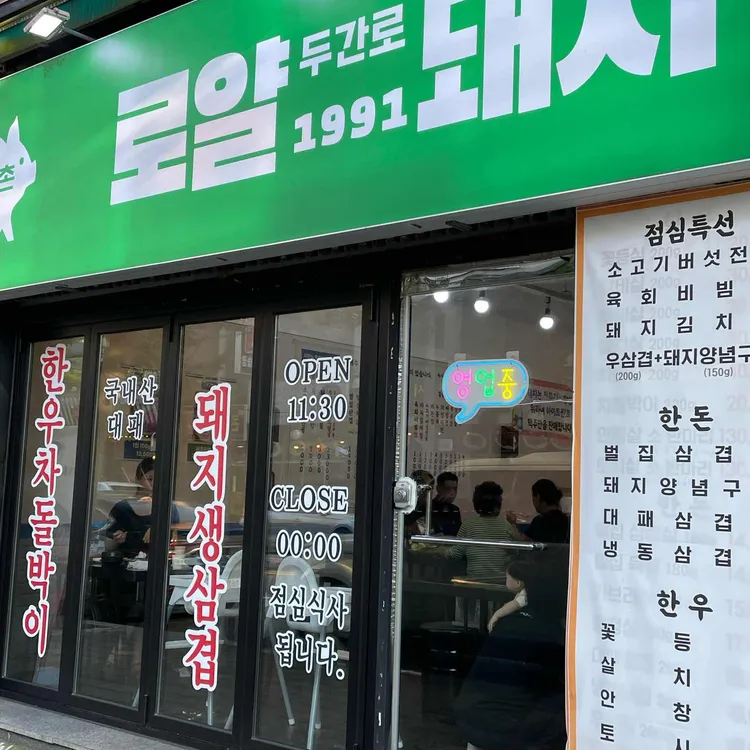 촌
로얄
두간로
1991
돼지
한우차돌박이
국내산
대패
돼지생삼겹
OPEN
11:30
CLOSE
00:00
점심식사
됩니다.
영업중
점심특선
소고기버섯전
육회비빔
돼지김치
우삼겹+돼지양념구
(200g) (150g)
한돈
벌집삼겹
돼지양념구
대패삼겹
냉동삼겹
한우
꽃등
살치
안창
토시